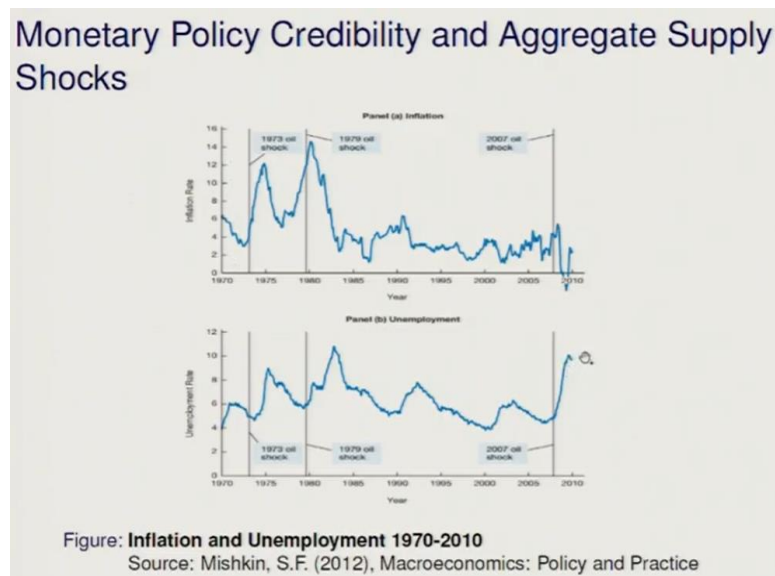 Monetary Policy Credibility and Aggregate Supply
Shocks
Panel (a) Inflation
Inflation Rate
16
14
12
10
8
6
4
2
0
1973 oil
shock
1979 oil
shock
2007 oil
shock
1970 1975 1980 1985 1990 1995 2000 2005 2010
Year
Panel (b) Unemployment
Unemployment Rate
12
10
8
6
4
2
0
1973 oil
shock
1979 oil
shock
2007 oil
shock
1970 1975 1980 1985 1990 1995 2000 2005 2010
Year
Figure: Inflation and Unemployment 1970-2010
Source: Mishkin, S.F. (2012), Macroeconomics: Policy and Practice